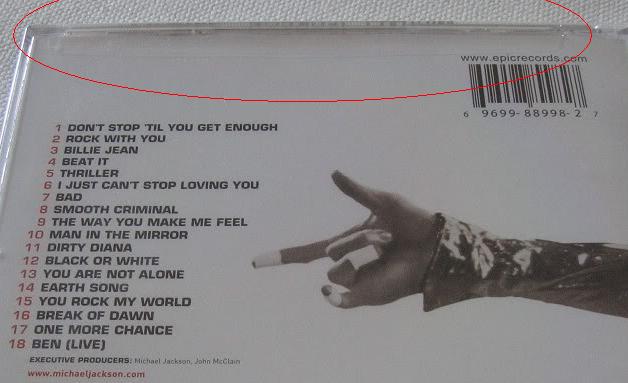 www.epicrecords.com
6 9699-88998-2 7
1 DON'T STOP 'TIL YOU GET ENOUGH
2 ROCK WITH YOU
3 BILLIE JEAN
4 BEAT IT
5 THRILLER
6 I JUST CAN'T STOP LOVING YOU
7 BAD
8 SMOOTH CRIMINAL
9 THE WAY YOU MAKE ME FEEL
10 MAN IN THE MIRROR
11 DIRTY DIANA
12 BLACK OR WHITE
13 YOU ARE NOT ALONE
14 EARTH SONG
15 YOU ROCK MY WORLD
16 BREAK OF DAWN
17 ONE MORE CHANCE
18 BEN (LIVE)
EXECUTIVE PRODUCERS: Michael Jackson, John McClain
www.michaeljackson.com